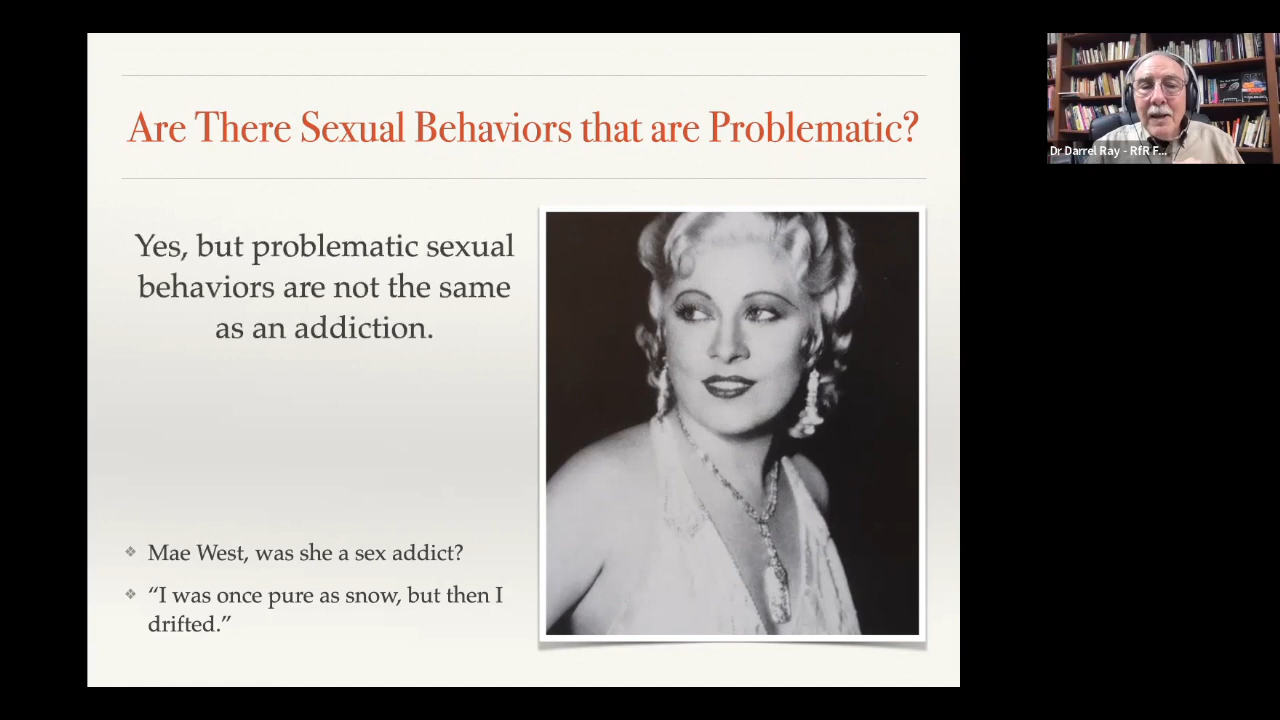 Are There Sexual Behaviors that are Problematic?
Yes, but problematic sexual
behaviors are not the same
as an addiction.
❖ Mae West, was she a sex addict?
❖ “I was once pure as snow, but then I
drifted.”
Dr Darrel Ray - RfR F...